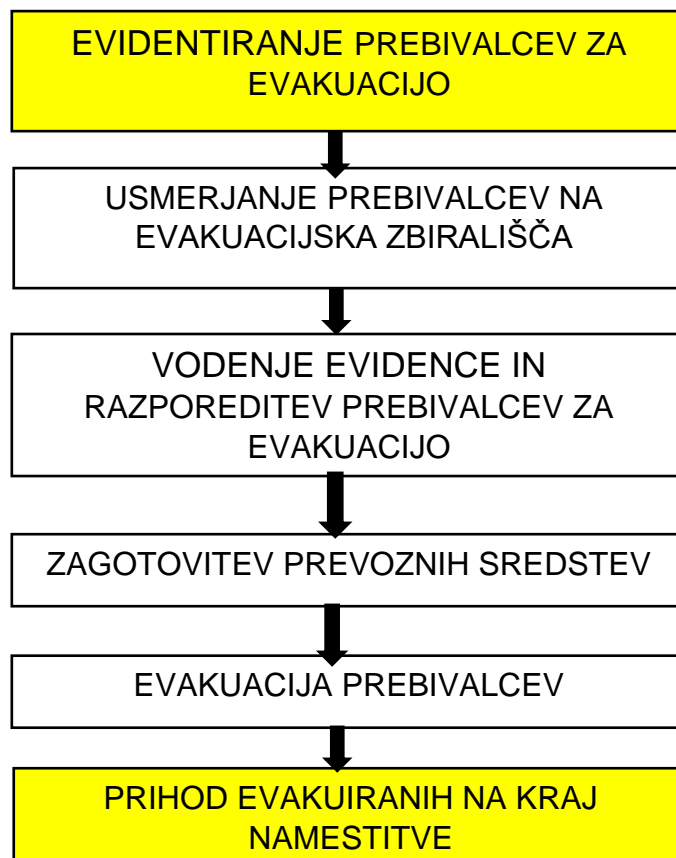 EVIDENTIRANJE PREBIVALCEV ZA
EVAKUACIJO
USMERJANJE PREBIVALCEV NA
EVAKUACIJSKA ZBIRALIŠČA
VODENJE EVIDENCE IN
RAZPOREDITEV PREBIVALCEV ZA
EVAKUACIJO
ZAGOTOVITEV PREVOZNIH SREDSTEV
EVAKUACIJA PREBIVALCEV
PRIHOD EVAKUIRANIH NA KRAJ
NAMESTITVE